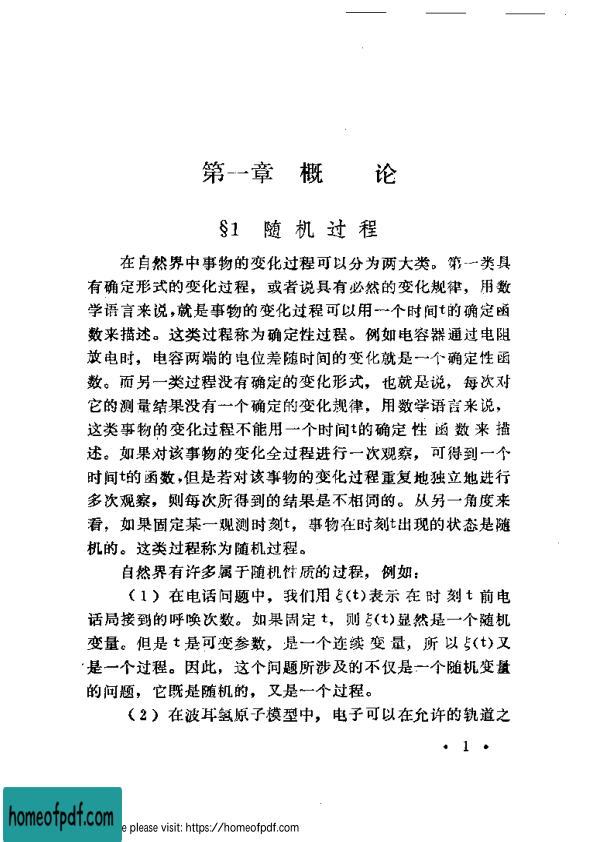 第一章 概 论
§1 随机过程
在自然界中事物的变化过程可以分为两大类。第一类具
有确定形式的变化过程，或者说具有必然的变化规律，用数
学语言来说，就是事物的变化过程可以用一个时间t的确定函
数来描述。这类过程称为确定性过程。例如电容器通过电阻
放电时，电容两端的电位差随时间的变化就是一个确定性函
数。而另一类过程没有确定的变化形式，也就是说，每次对
它的测量结果没有一个确定的变化规律，用数学语言来说，
这类事物的变化过程不能用一个时间t的确定性函数来描
述。如果对该事物的变化全过程进行一次观察，可得到一个
时间t的函数，但是若对该事物的变化过程重复地独立地进行
多次观察，则每次所得到的结果是不相同的。从另一角度来
看，如果固定某一观测时刻t，事物在时刻t出现的状态是随
机的。这类过程称为随机过程。
自然界有许多属于随机性质的过程，例如：
（1）在电话问题中，我们用ξ(t)表示在时刻t前电
话局接到的呼唤次数。如果固定t，则ξ(t)显然是一个随机
变量。但是t是可变参数，是一个连续变量，所以ξ(t)又
是一个过程。因此，这个问题所涉及的不仅是一个随机变量
的问题，它既是随机的，又是一个过程。
（2）在波耳氢原子模型中，电子可以在允许的轨道之
• 1 •
homeofpdf.com
e please visit: https://homeofpdf.com